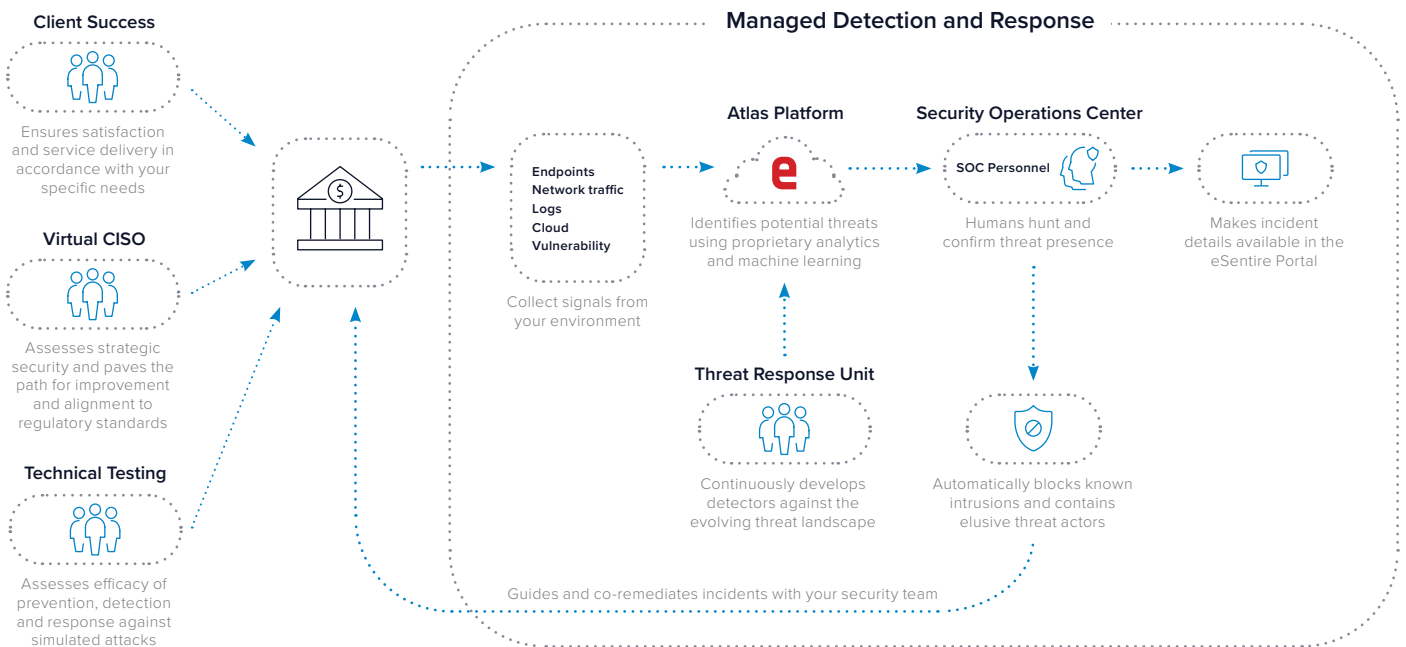 Client Success
Ensures satisfaction
and service delivery in
accordance with your
specific needs
Virtual CISO
Assesses strategic
security and paves the
path for improvement
and alignment to
regulatory standards
Technical Testing
Assesses efficacy of
prevention, detection
and response against
simulated attacks
$
Managed Detection and Response
Endpoints
Network traffic
Logs
Cloud
Vulnerability
Collect signals from
your environment
Atlas Platform
e
Identifies potential threats
using proprietary analytics
and machine learning
Threat Response Unit
Continuously develops
detectors against the
evolving threat landscape
Security Operations Center
SOC Personnel
Humans hunt and
confirm threat presence
Makes incident
details available in the
eSentire Portal
Automatically blocks known
intrusions and contains
elusive threat actors
Guides and co-remediates incidents with your security team